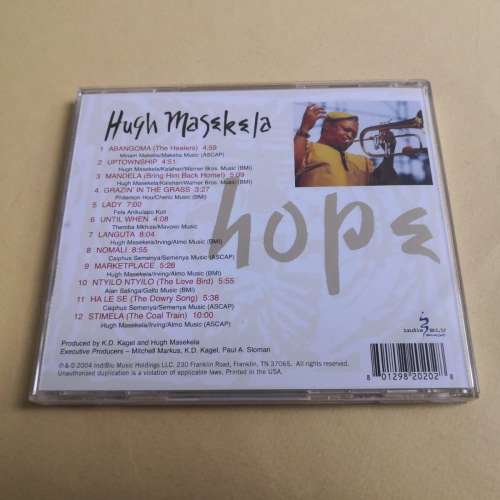 Hugh Masekela
1 ABANGOMA (The Healers) 4:59
Miriam Makeba/Makeba Music (ASCAP)
2 UPTOWNSHIP 4:51
Hugh Masekela/Kalahari/Warner Bros. Music (BMI)
3 MANDELA (Bring Him Back Home!) 5:09
Hugh Masekela/Kalahari/Warner Bros. Music (BMI)
4 GRAZIN' IN THE GRASS 3:27
Philemon Hou/Cherio Music (BMI)
5 LADY 7:00
Fela Anikulapo Kuti
6 UNTIL WHEN 4:08
Themba Mkhize/Mavovo Music
7 LANGUTA 8:04
Hugh Masekela/Irving/Almo Music (BMI)
8 NOMALI 8:55
Caiphus Semenya/Semenya Music (ASCAP)
9 MARKETPLACE 5:26
Hugh Masekela/Irving/Almo Music (BMI)
10 NTYILO NTYILO (The Love Bird) 5:55
Alan Salinga/Gallo Music (BMI)
11 HA LE SE (The Dowry Song) 5:38
Caiphus Semenya/Semenya Music (ASCAP)
12 STIMELA (The Coal Train) 10:00
Hugh Masekela/Irving/Almo Music (ASCAP)
hope
Produced by K.D. Kagel and Hugh Masekela
Executive Producers – Mitchell Markus, K.D. Kagel, Paul A. Sloman
℗ & © 2004 IndiBlu Music Holdings LLC, 230 Franklin Road, Franklin, TN 37065. All rights reserved.
Unauthorized duplication is a violation of applicable laws. Printed in the USA.
8 01298 20202 8